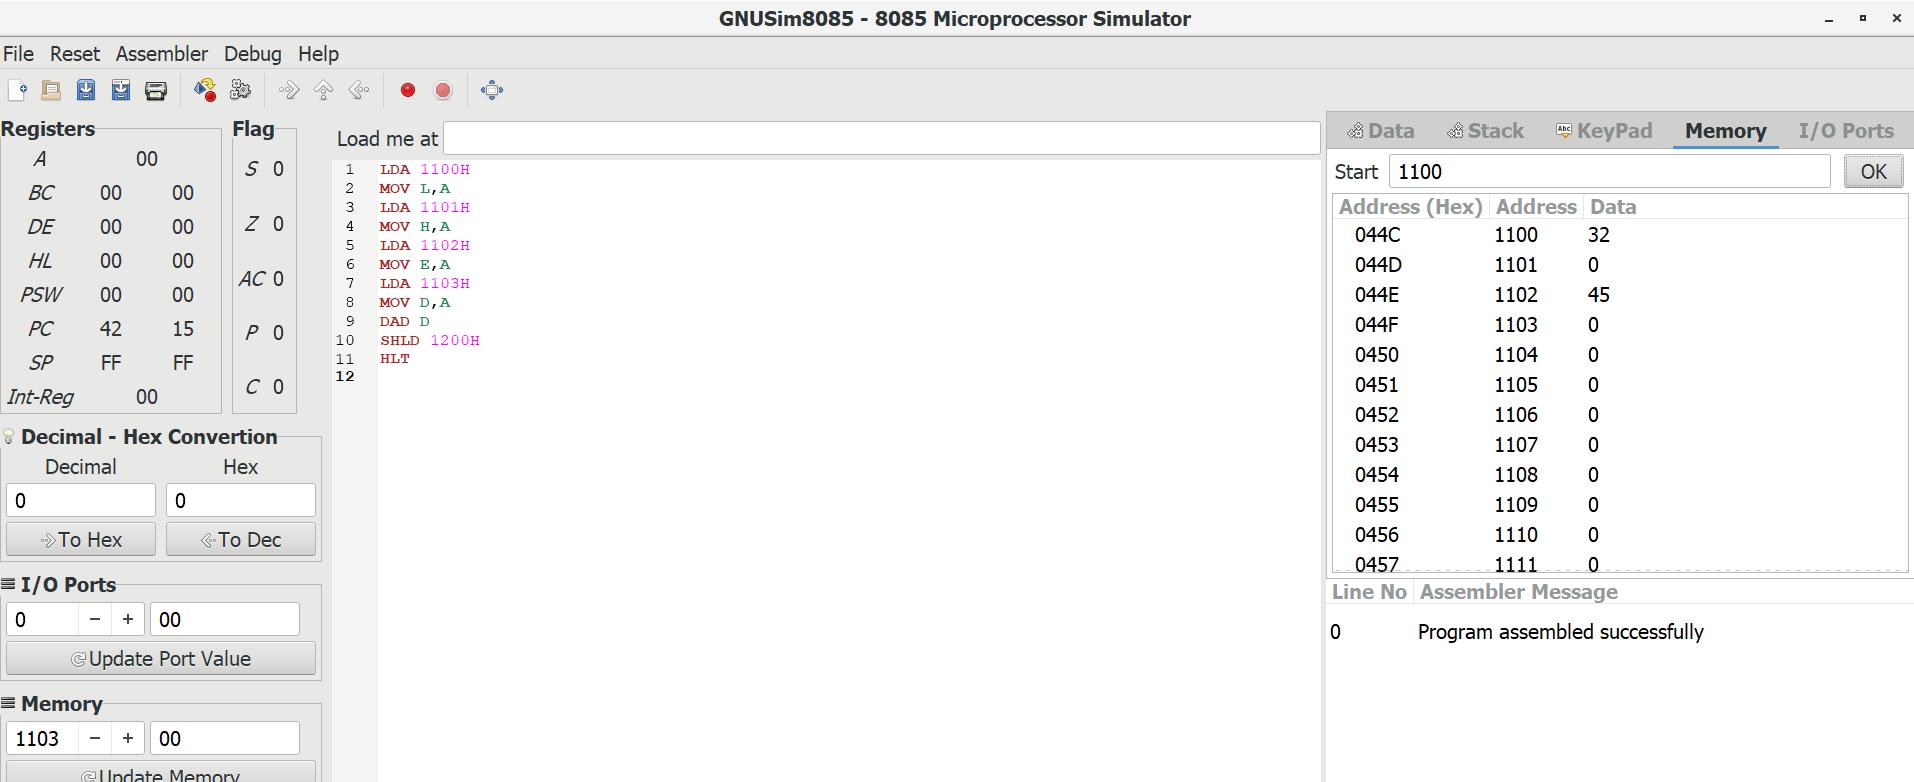 GNUSim8085 - 8085 Microprocessor Simulator
File Reset Assembler Debug Help
Registers
A 00
BC 00 00
DE 00 00
HL 00 00
PSW 00 00
PC 42 15
SP FF FF
Int-Reg 00
Flag
S 0
Z 0
AC 0
P 0
C 0
Decimal - Hex Convertion
Decimal Hex
0 0
To Hex To Dec
I/O Ports
0 − + 00
Update Port Value
Memory
1103 − + 00
Update Memory
Load me at
1 LDA 1100H
2 MOV L,A
3 LDA 1101H
4 MOV H,A
5 LDA 1102H
6 MOV E,A
7 LDA 1103H
8 MOV D,A
9 DAD D
10 SHLD 1200H
11 HLT
12
Data Stack Abc KeyPad Memory I/O Ports
Start 1100 OK
Address (Hex) Address Data
044C 1100 32
044D 1101 0
044E 1102 45
044F 1103 0
0450 1104 0
0451 1105 0
0452 1106 0
0453 1107 0
0454 1108 0
0455 1109 0
0456 1110 0
0457 1111 0
Line No Assembler Message
0 Program assembled successfully